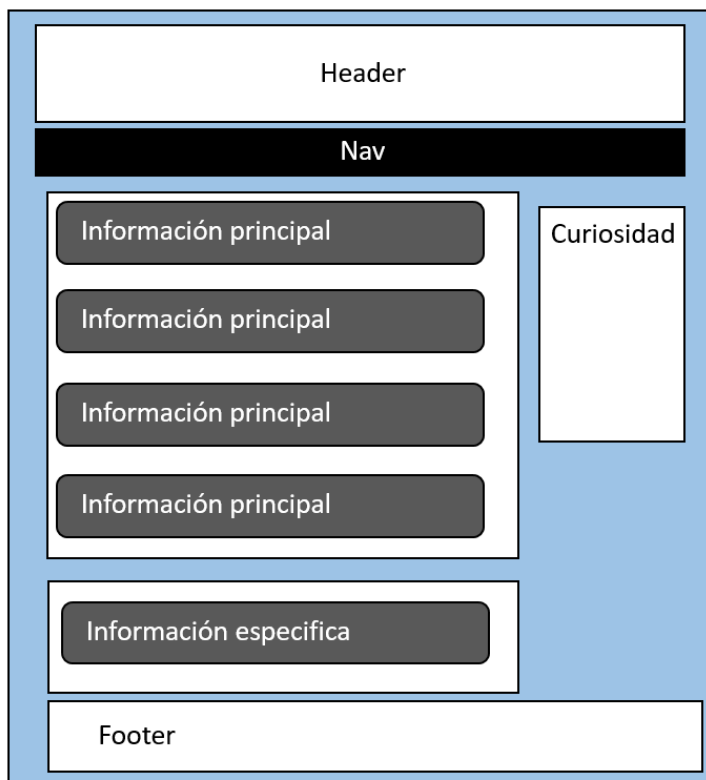 Header
Nav
Información principal
Información principal
Información principal
Información principal
Curiosidad
Información especifica
Footer